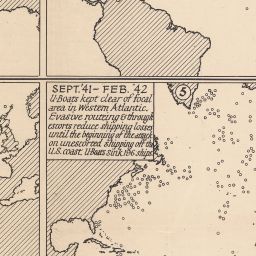 SEPT. '41 - FEB. '42
U-Boats kept clear of focal
area in Western Atlantic.
Evasive routeing & through
escorts reduce shipping losses
until the beginning of the attack
on unescorted shipping off the
U.S. coast. U-Boats sink 196 ships.
5